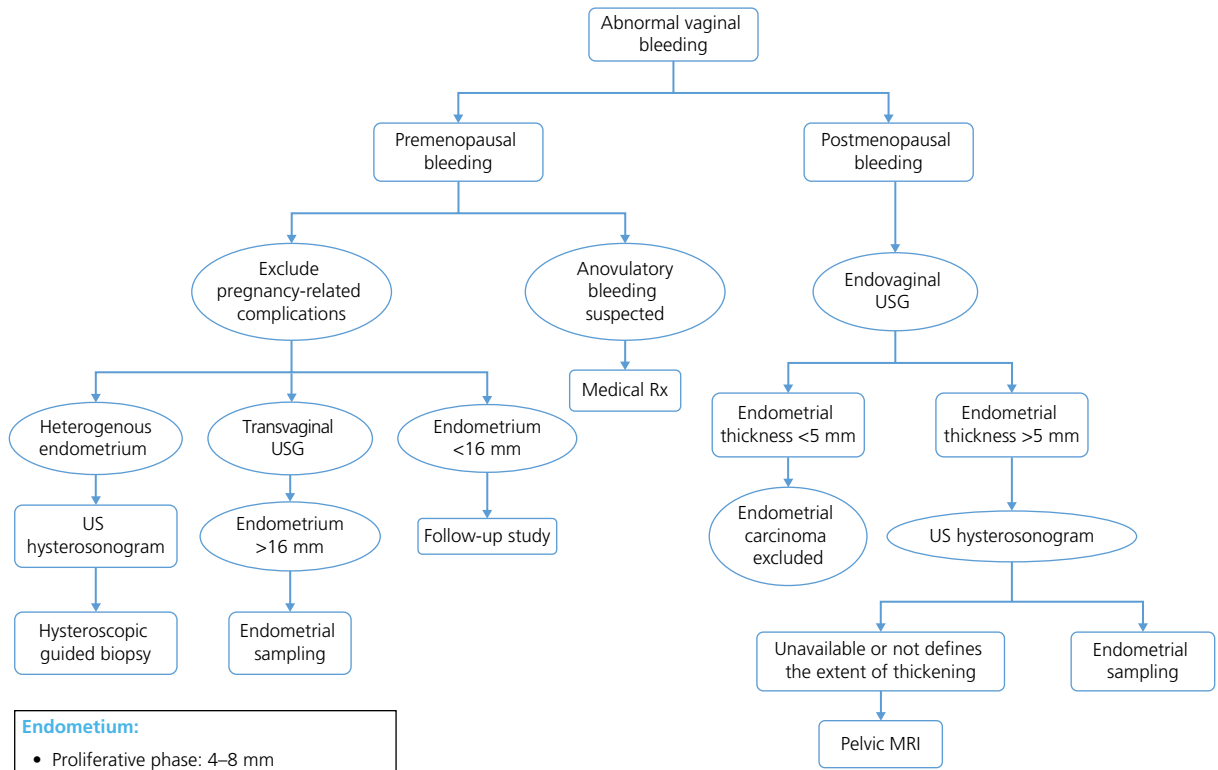 Abnormal vaginal
bleeding
Premenopausal
bleeding
Postmenopausal
bleeding
Exclude
pregnancy-related
complications
Anovulatory
bleeding
suspected
Endovaginal
USG
Medical Rx
Heterogenous
endometrium
Transvaginal
USG
Endometrium
<16 mm
Endometrial
thickness <5 mm
Endometrial
thickness >5 mm
US
hysterosonogram
Endometrium
>16 mm
Follow-up study
Endometrial
carcinoma
excluded
US hysterosonogram
Hysteroscopic
guided biopsy
Endometrial
sampling
Unavailable or not defines
the extent of thickening
Endometrial
sampling
Pelvic MRI
Endometium:
• Proliferative phase: 4–8 mm